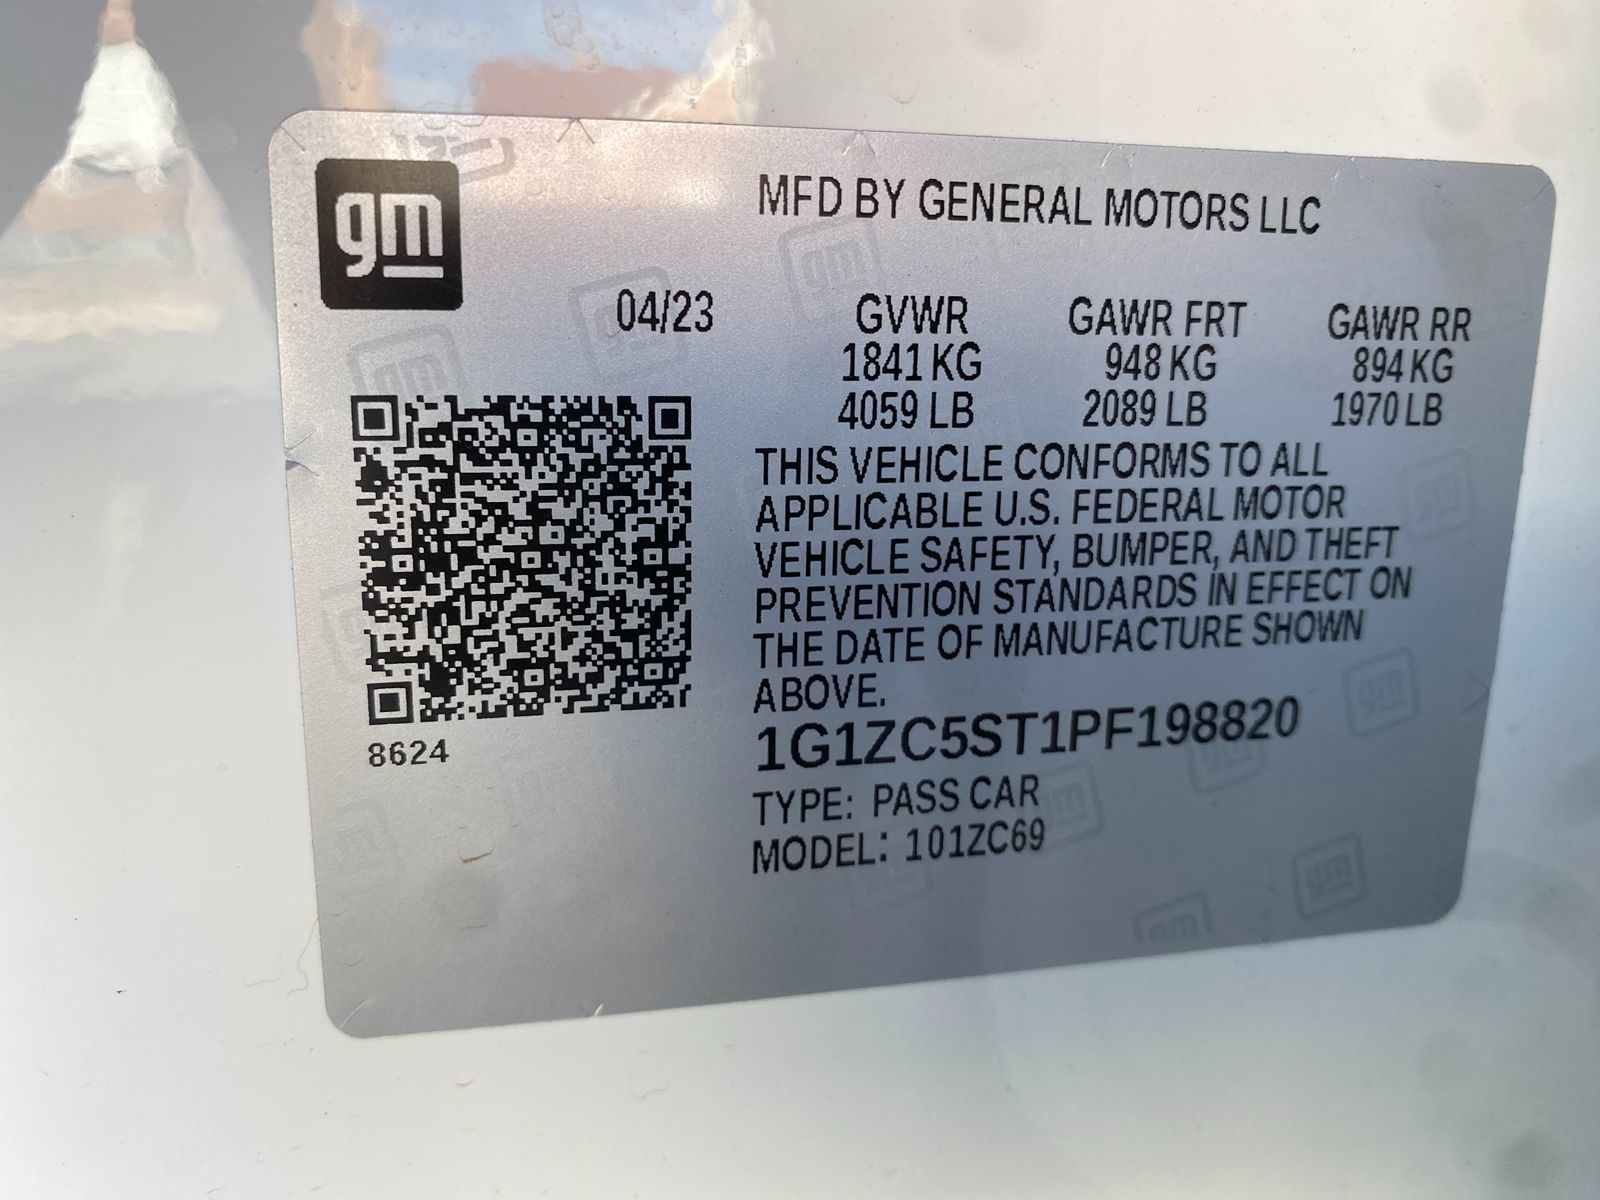 gm
MFD BY GENERAL MOTORS LLC
04/23 GVWR GAWR FRT GAWR RR
1841 KG 948 KG 894 KG
4059 LB 2089 LB 1970 LB
THIS VEHICLE CONFORMS TO ALL
APPLICABLE U.S. FEDERAL MOTOR
VEHICLE SAFETY, BUMPER, AND THEFT
PREVENTION STANDARDS IN EFFECT ON
THE DATE OF MANUFACTURE SHOWN
ABOVE.
1G1ZC5ST1PF198820
8624
TYPE: PASS CAR
MODEL: 101ZC69